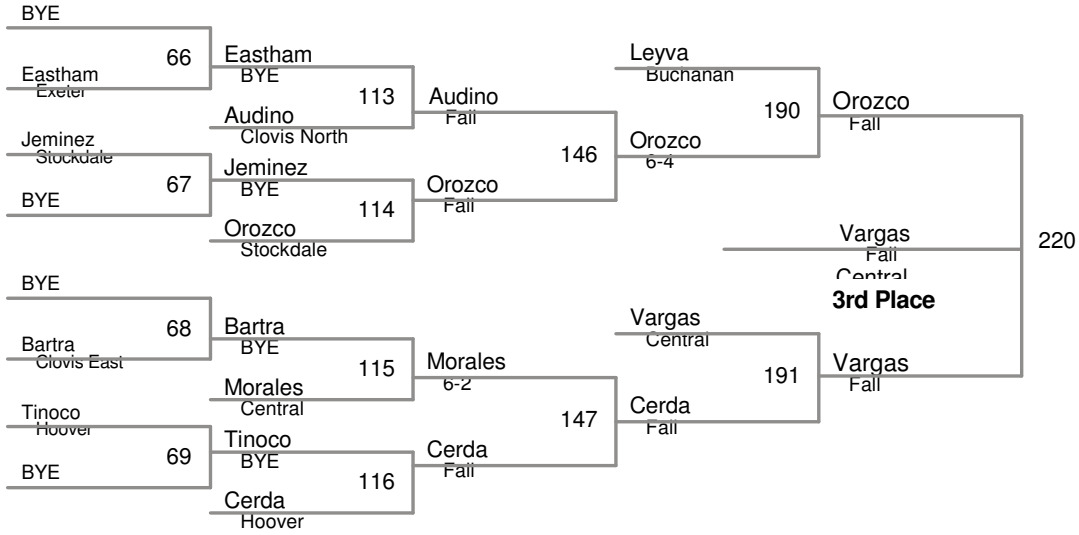 BYE
66
Eastham
Exeter
Eastham
BYE
113
Audino
Clovis North
Jeminez
Stockdale
67
BYE
Jeminez
BYE
114
Orozco
Stockdale
Audino
Fall
146
Orozco
Fall
Leyva
Buchanan
190
Orozco
6-4
Orozco
Fall
Vargas
Fall
Central
3rd Place
220
BYE
68
Bartra
Clovis East
Bartra
BYE
115
Morales
Central
Tinoco
Hoover
69
BYE
Tinoco
BYE
116
Cerda
Hoover
Morales
6-2
147
Cerda
Fall
Vargas
Central
191
Cerda
Fall
Vargas
Fall